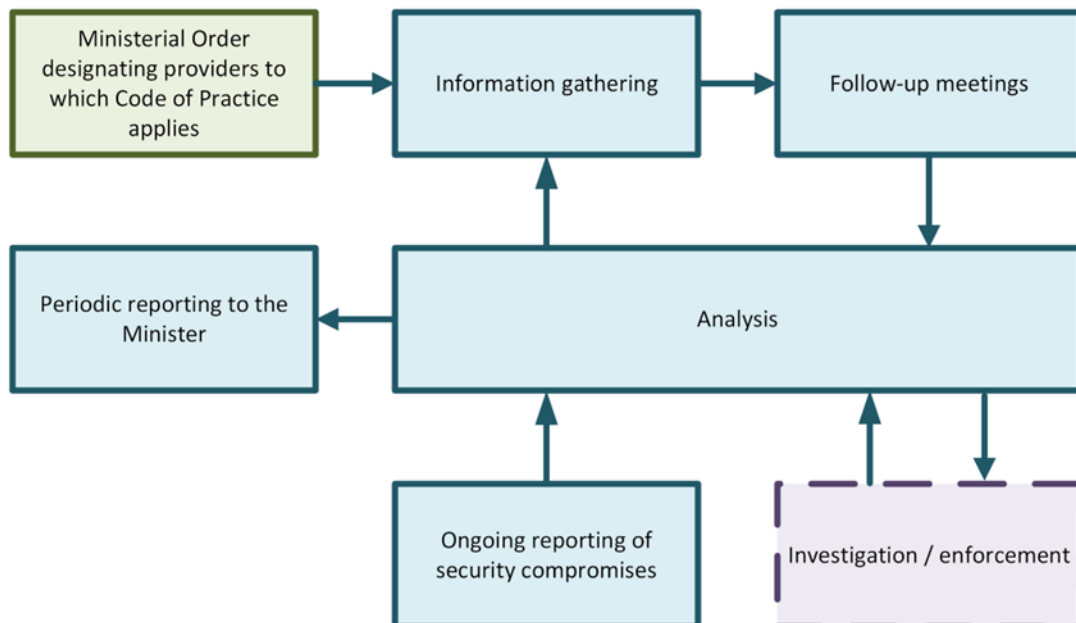 Ministerial Order
designating providers to
which Code of Practice
applies
Information gathering
Follow-up meetings
Periodic reporting to the
Minister
Analysis
Ongoing reporting of
security compromises
Investigation / enforcement